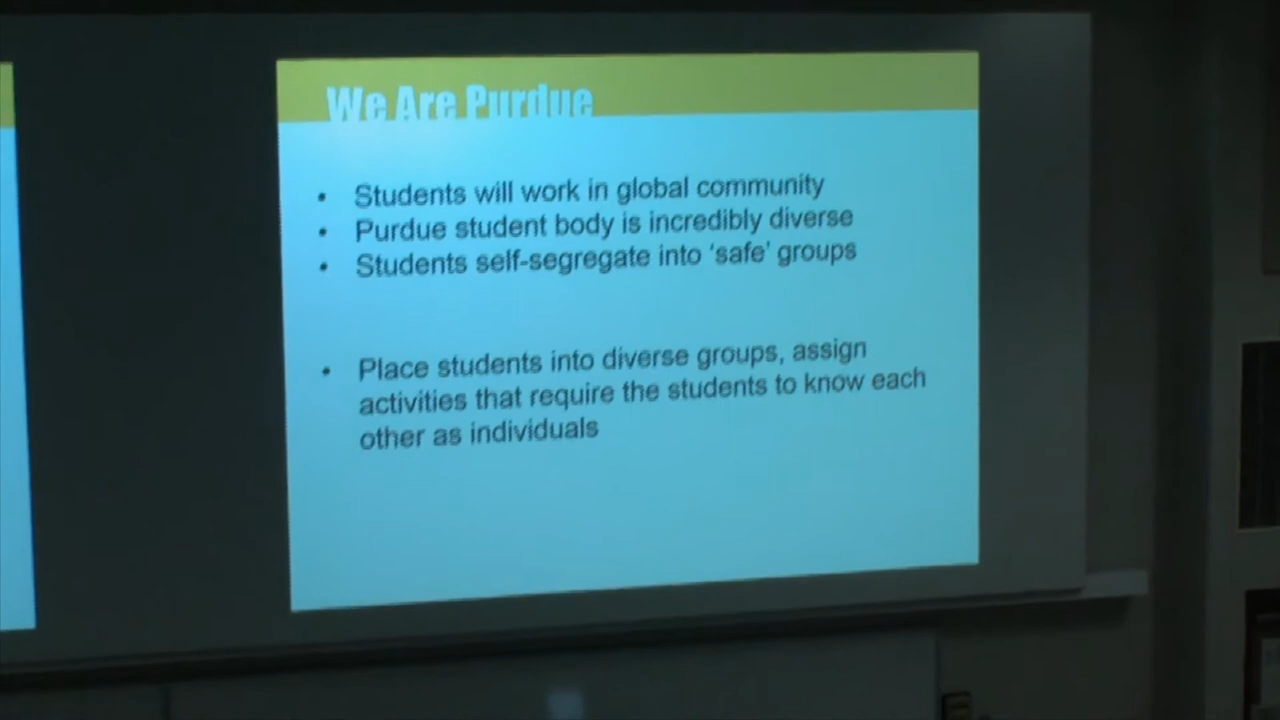 We Are Purdue
• Students will work in global community
• Purdue student body is incredibly diverse
• Students self-segregate into ‘safe’ groups
• Place students into diverse groups, assign
activities that require the students to know each
other as individuals